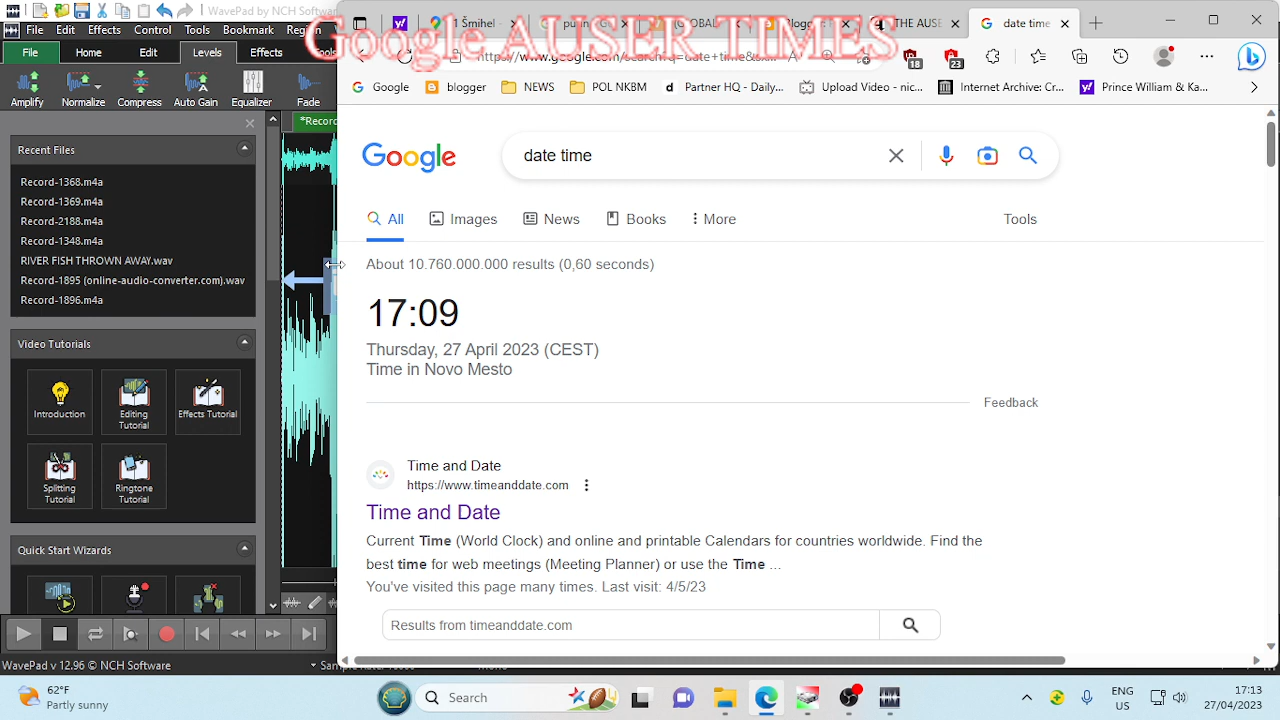 WavePad by NCH Software
Google AUSER TIMES
Control
Tools
File
Home
Edit
Levels
Effects
Amplify
Auto Gain
Equalizer
Fade
Recent Files
Record-1368.m4a
Record-1369.m4a
Record-2188.m4a
Record-1348.m4a
RIVER FISH THROWN AWAY.wav
Record-1895 (online-audio-converter.com).wav
Record-1896.m4a
Video Tutorials
Introduction
Editing Tutorial
Effects Tutorial
Splitting Tutorial
Ringtone Tutorial
Quick Start Wizards
WavePad v 12.96 © NCH Software
*Record
1 Šmihel
THE AUSE
date time
18
23
Google
blogger
NEWS
POL NKBM
Partner HQ - Daily...
Upload Video - nic...
Internet Archive: Cr...
Prince William & Ka...
Google
date time
All
Images
News
Books
More
Tools
About 10.760.000.000 results (0,60 seconds)
17:09
Thursday, 27 April 2023 (CEST)
Time in Novo Mesto
Feedback
Time and Date
https://www.timeanddate.com
Time and Date
Current Time (World Clock) and online and printable Calendars for countries worldwide. Find the
best time for web meetings (Meeting Planner) or use the Time ...
You've visited this page many times. Last visit: 4/5/23
Results from timeanddate.com
62°F
Partly sunny
Search
ENG
US
17:13
27/04/2023